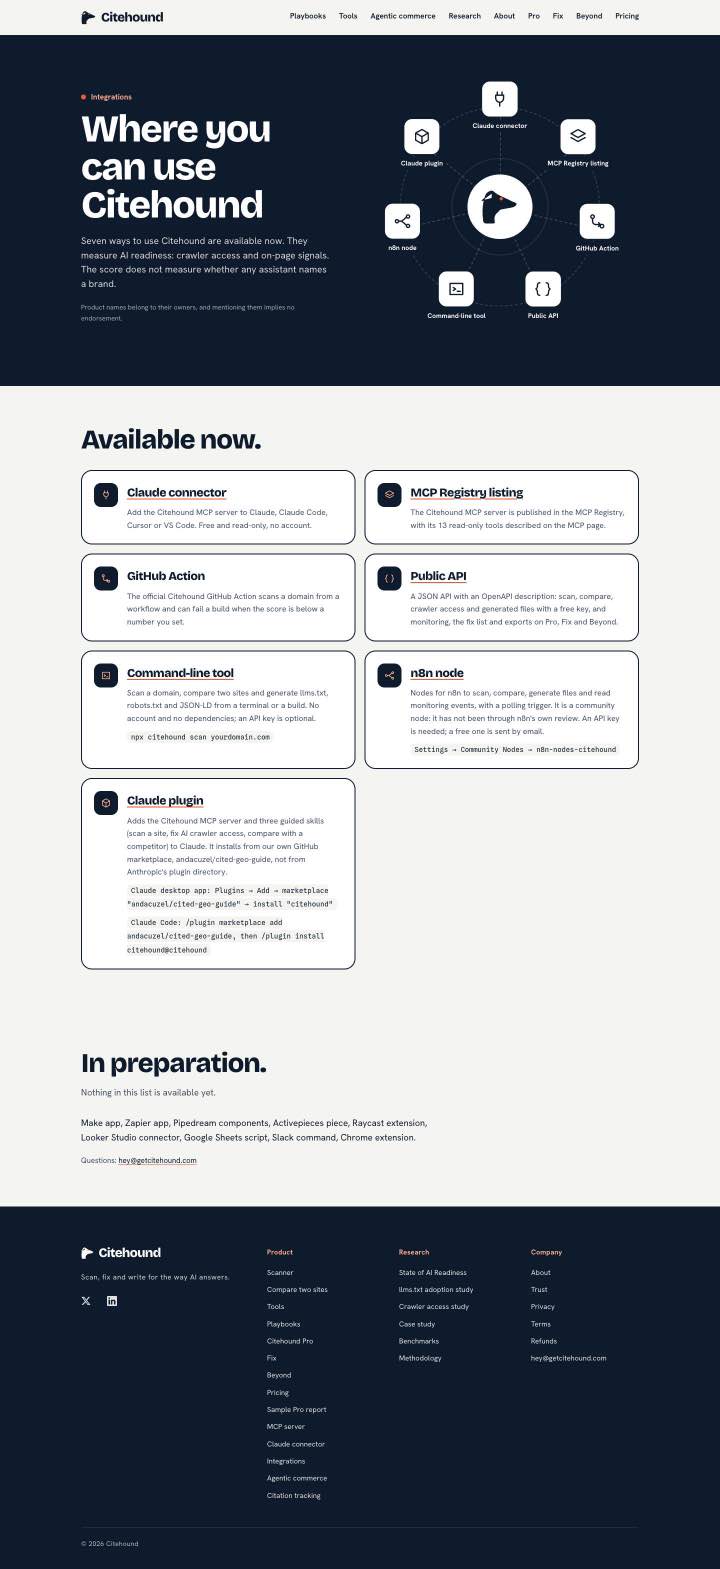 Citehound
Playbooks Tools Agentic commerce Research About Pro Fix Beyond Pricing
Integrations
Where you
can use
Citehound
Seven ways to use Citehound are available now. They
measure AI readiness: crawler access and on-page signals.
The score does not measure whether any assistant names
a brand.
Product names belong to their owners, and mentioning them implies no
endorsement.
Claude connector
Claude plugin
MCP Registry listing
n8n node
GitHub Action
Command-line tool
Public API
Available now.
Claude connector
Add the Citehound MCP server to Claude, Claude Code,
Cursor or VS Code. Free and read-only, no account.
MCP Registry listing
The Citehound MCP server is published in the MCP Registry,
with its 13 read-only tools described on the MCP page.
GitHub Action
The official Citehound GitHub Action scans a domain from a
workflow and can fail a build when the score is below a
number you set.
Public API
A JSON API with an OpenAPI description: scan, compare,
crawler access and generated files with a free key, and
monitoring, the fix list and exports on Pro, Fix and Beyond.
Command-line tool
Scan a domain, compare two sites and generate llms.txt,
robots.txt and JSON-LD from a terminal or a build. No
account and no dependencies; an API key is optional.
npx citehound scan yourdomain.com
n8n node
Nodes for n8n to scan, compare, generate files and read
monitoring events, with a polling trigger. It is a community
node: it has not been through n8n's own review. An API key
is needed; a free one is sent by email.
Settings → Community Nodes → n8n-nodes-citehound
Claude plugin
Adds the Citehound MCP server and three guided skills
(scan a site, fix AI crawler access, compare with a
competitor) to Claude. It installs from our own GitHub
marketplace, andacuzel/cited-geo-guide, not from
Anthropic's plugin directory.
Claude desktop app: Plugins → Add → marketplace
"andacuzel/cited-geo-guide" → install "citehound"
Claude Code: /plugin marketplace add
andacuzel/cited-geo-guide, then /plugin install
citehound@citehound
In preparation.
Nothing in this list is available yet.
Make app, Zapier app, Pipedream components, Activepieces piece, Raycast extension,
Looker Studio connector, Google Sheets script, Slack command, Chrome extension.
Questions: hey@getcitehound.com
Citehound
Scan, fix and write for the way AI answers.
Product
Scanner
Compare two sites
Tools
Playbooks
Citehound Pro
Fix
Beyond
Pricing
Sample Pro report
MCP server
Claude connector
Integrations
Agentic commerce
Citation tracking
Research
State of AI Readiness
llms.txt adoption study
Crawler access study
Case study
Benchmarks
Methodology
Company
About
Trust
Privacy
Terms
Refunds
hey@getcitehound.com
© 2026 Citehound